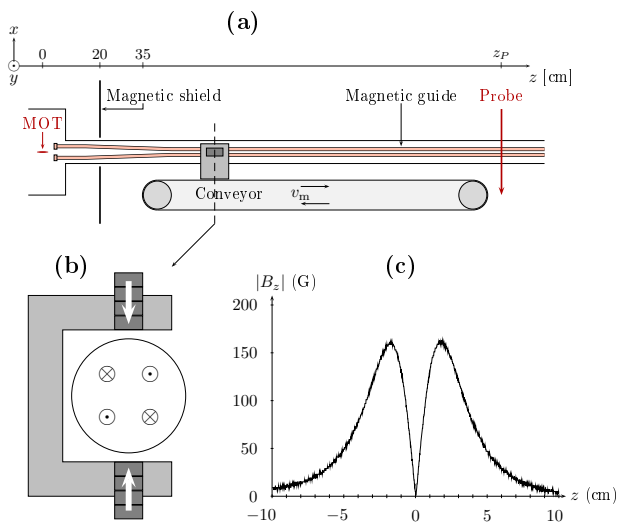 (a)
x
y
0 20 35 z_P
z [cm]
Magnetic shield Magnetic guide Probe
MOT
Conveyor v_m
(b)
(c)
|B_z| (G)
200
150
100
50
0
−10 −5 0 5 10
z (cm)